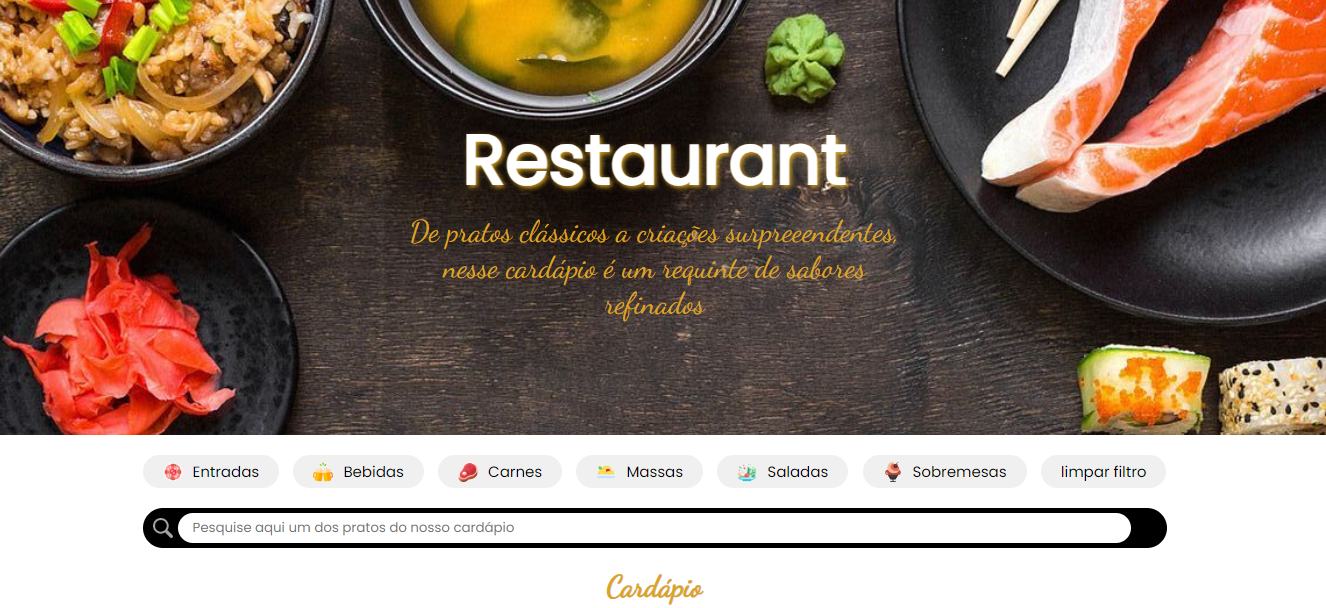 Restaurant
De pratos clássicos a criações surpreeendentes,
nesse cardápio é um requinte de sabores
refinados
Entradas Bebidas Carnes Massas Saladas Sobremesas limpar filtro
Pesquise aqui um dos pratos do nosso cardápio
Cardápio